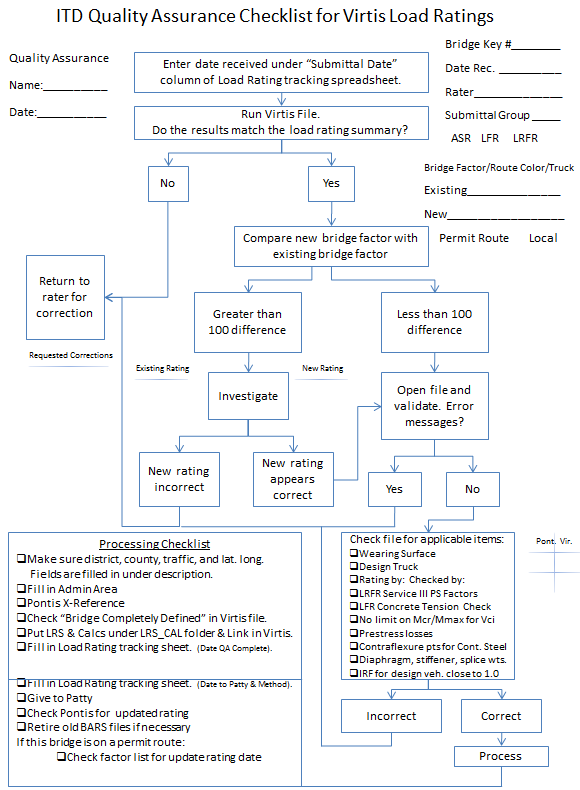 ITD Quality Assurance Checklist for Virtis Load Ratings
Quality Assurance
Name:__________
Date:___________
Enter date received under "Submittal Date"
column of Load Rating tracking spreadsheet.
Bridge Key #________
Date Rec. ______________
Rater______________
Submittal Group _____
ASR LFR LRFR
Run Virtis File.
Do the results match the load rating summary?
No
Yes
Bridge Factor/Route Color/Truck
Existing_______________
New___________________
Permit Route Local
Compare new bridge factor with
existing bridge factor
Return to
rater for
correction
Requested Corrections
Greater than
100 difference
Less than 100
difference
Existing Rating
New Rating
Investigate
Open file and
validate. Error
messages?
New rating
incorrect
New rating
appears
correct
Yes
No
Processing Checklist
❑Make sure district, county, traffic, and lat. long.
Fields are filled in under description.
❑Fill in Admin Area
❑Pontis X-Reference
❑Check "Bridge Completely Defined" in Virtis file.
❑Put LRS & Calcs under LRS_CAL folder & Link in Virtis.
❑Fill in Load Rating tracking sheet. (Date QA Complete).
❑Fill in Load Rating tracking sheet. (Date to Patty & Method).
❑Give to Patty
❑Check Pontis for updated rating
❑Retire old BARS files if necessary
If this bridge is on a permit route:
❑Check factor list for update rating date
Check file for applicable items:
❑Wearing Surface
❑Design Truck
❑Rating by: Checked by:
❑LRFR Service III PS Factors
❑LFR Concrete Tension Check
❑No limit on Mcr/Mmax for Vci
❑Prestress losses
❑Contraflexure pts for Cont. Steel
❑Diaphragm, stiffener, splice wts.
❑IRF for design veh. close to 1.0
Pont. Vir.
Incorrect
Correct
Process